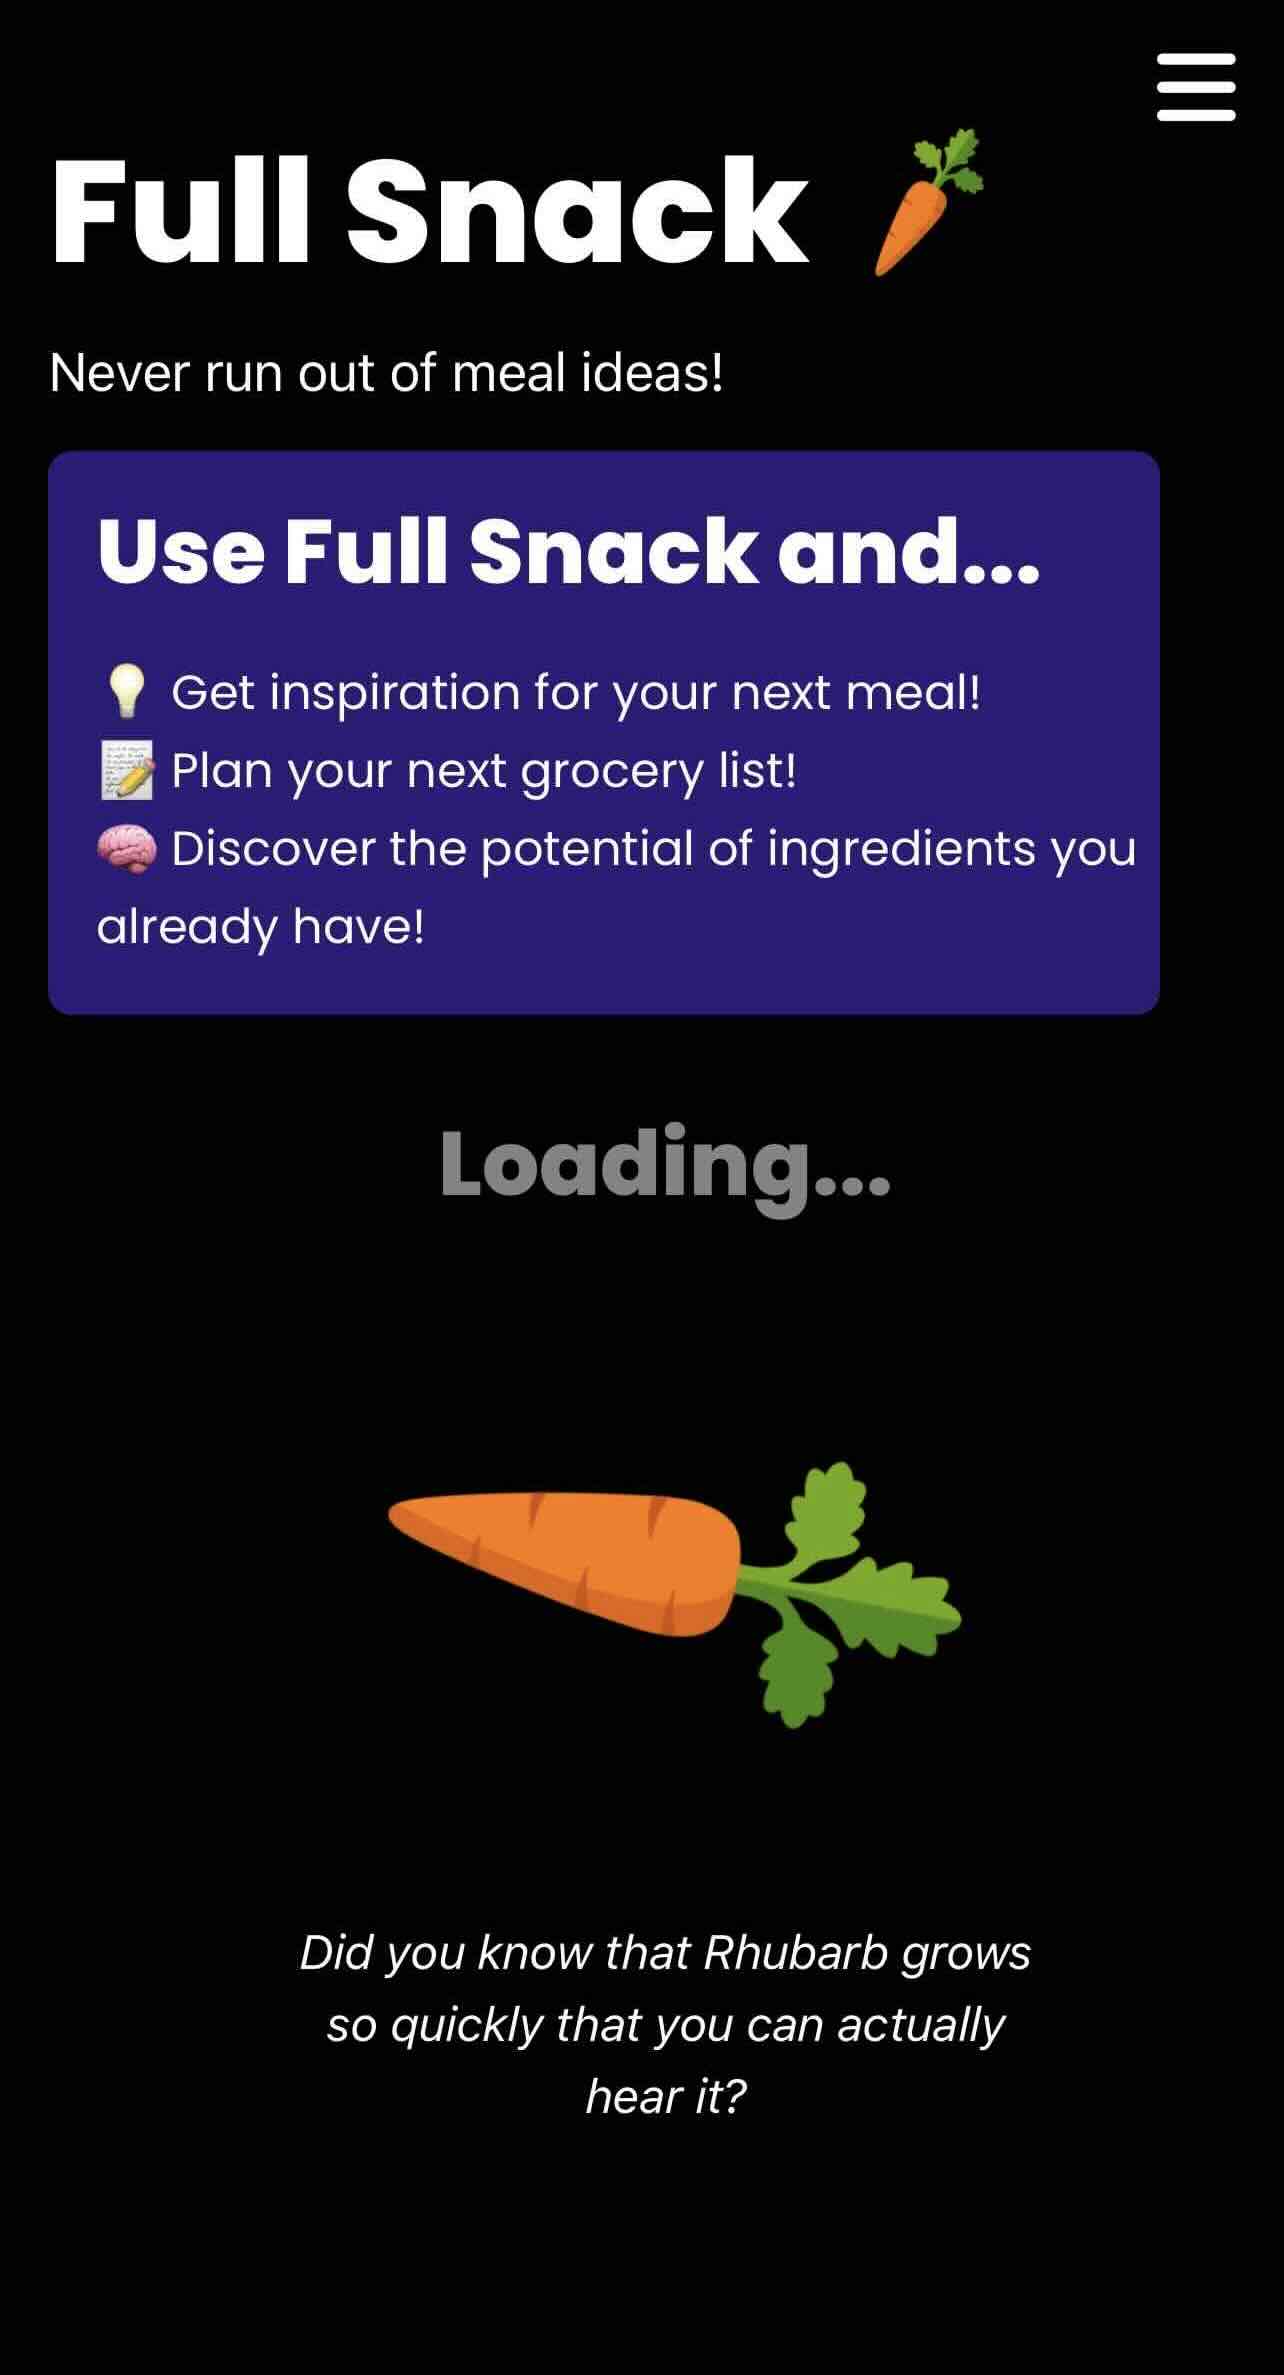 Full Snack 🥕
Never run out of meal ideas!
Use Full Snack and...
💡 Get inspiration for your next meal!
📝 Plan your next grocery list!
🧠 Discover the potential of ingredients you
already have!
Loading...
Did you know that Rhubarb grows
so quickly that you can actually
hear it?